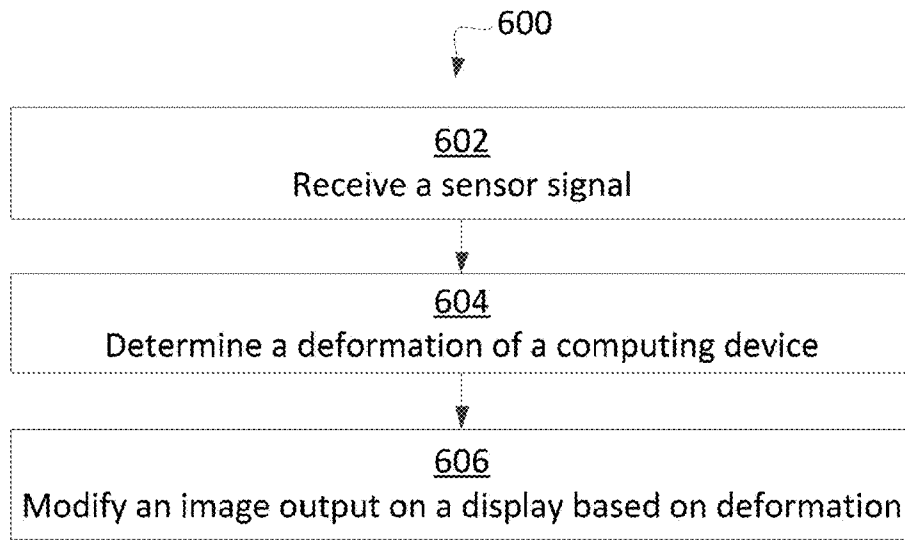 600
602
Receive a sensor signal
604
Determine a deformation of a computing device
606
Modify an image output on a display based on deformation